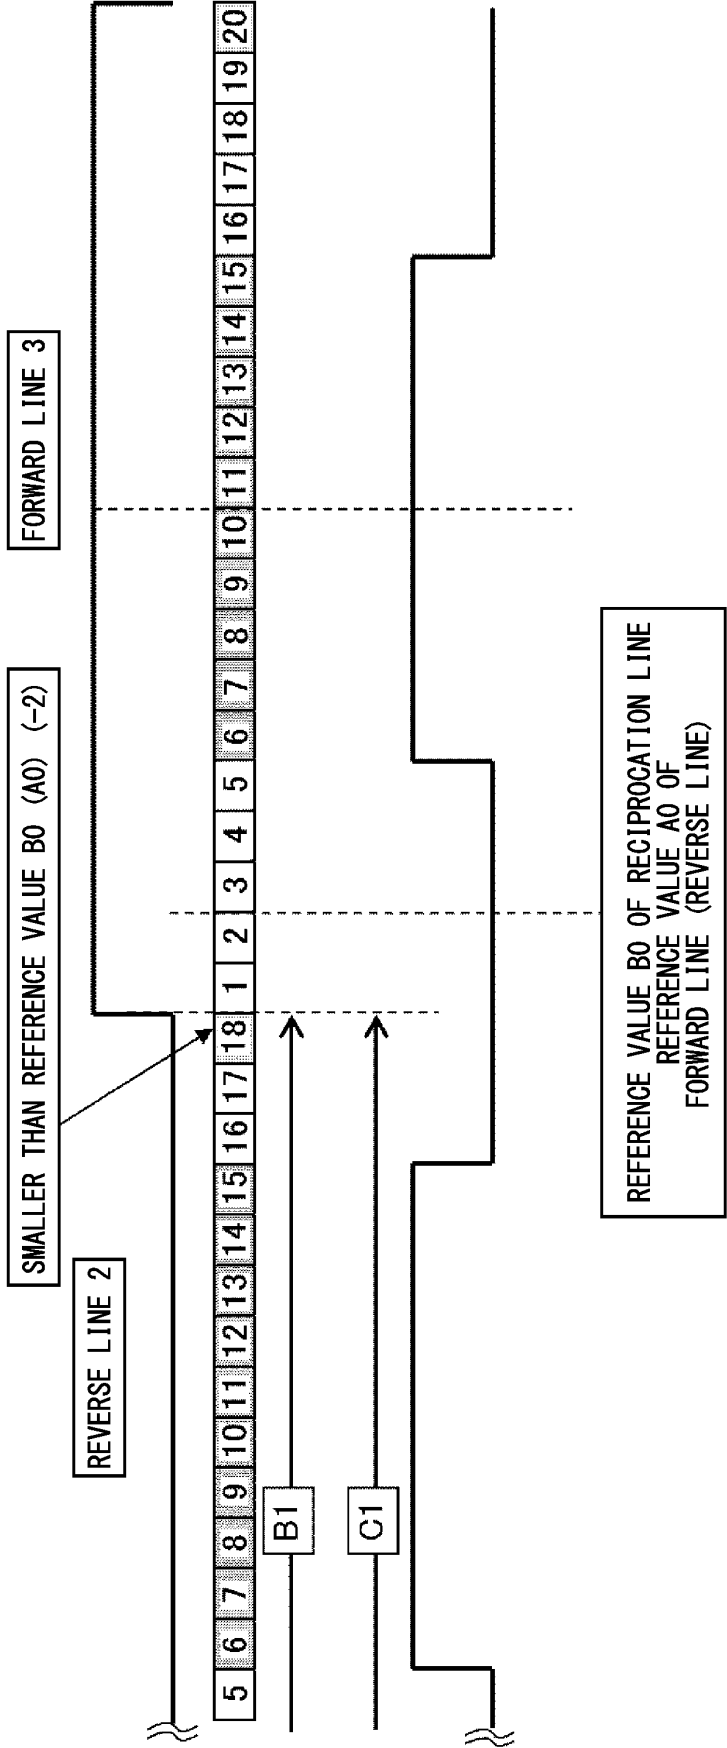 SMALLER THAN REFERENCE VALUE B0 (A0) (-2)
FORWARD LINE 3
REVERSE LINE 2
5 6 7 8 9 10 11 12 13 14 15 16 17 18 1 2 3 4 5 6 7 8 9 10 11 12 13 14 15 16 17 18 19 20
B1
C1
REFERENCE VALUE B0 OF RECIPROCATION LINE
REFERENCE VALUE A0 OF
FORWARD LINE (REVERSE LINE)